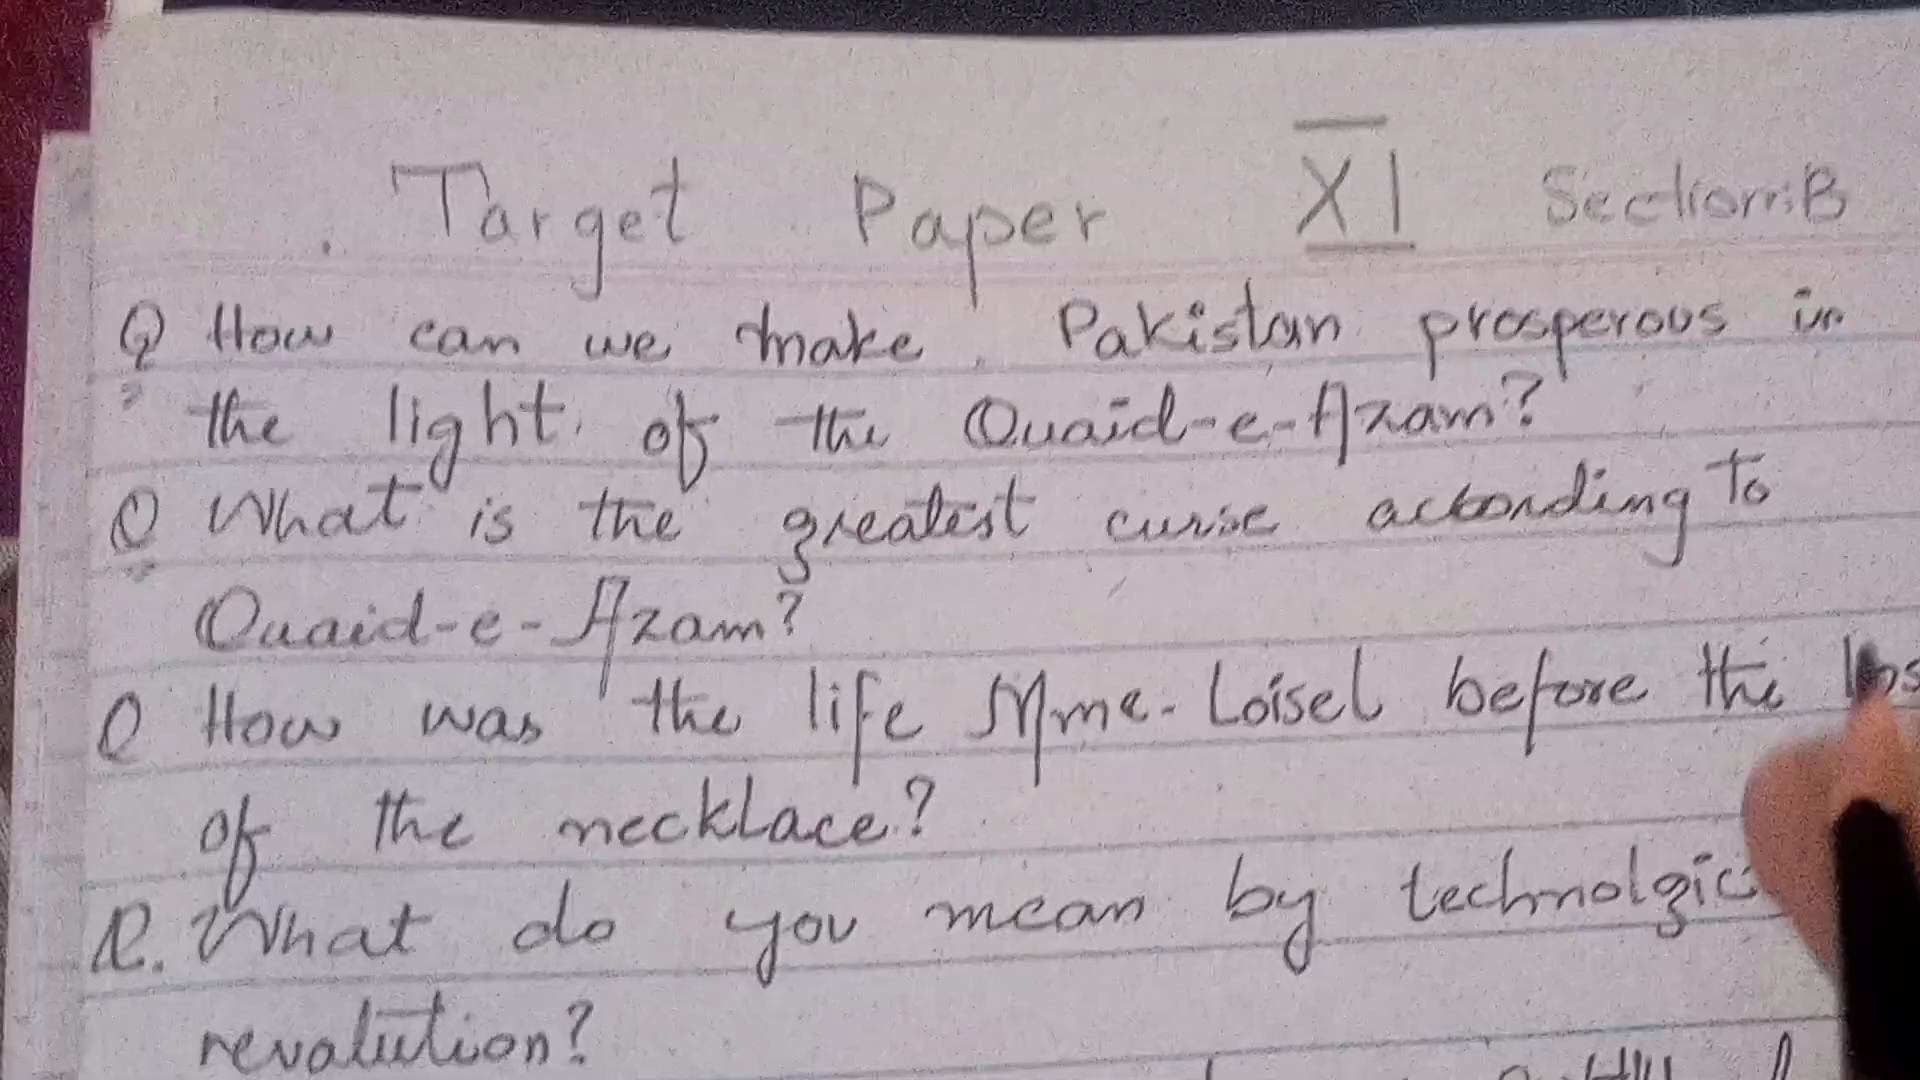 Target Paper XI Section:B
Q How can we make Pakistan prosperous in
the light of the Quaid-e-Azam?
Q What is the greatest curse according to
Quaid-e-Azam?
Q How was the life Mme. Loisel before the
of the necklace?
Q. What do you mean by
revolution?